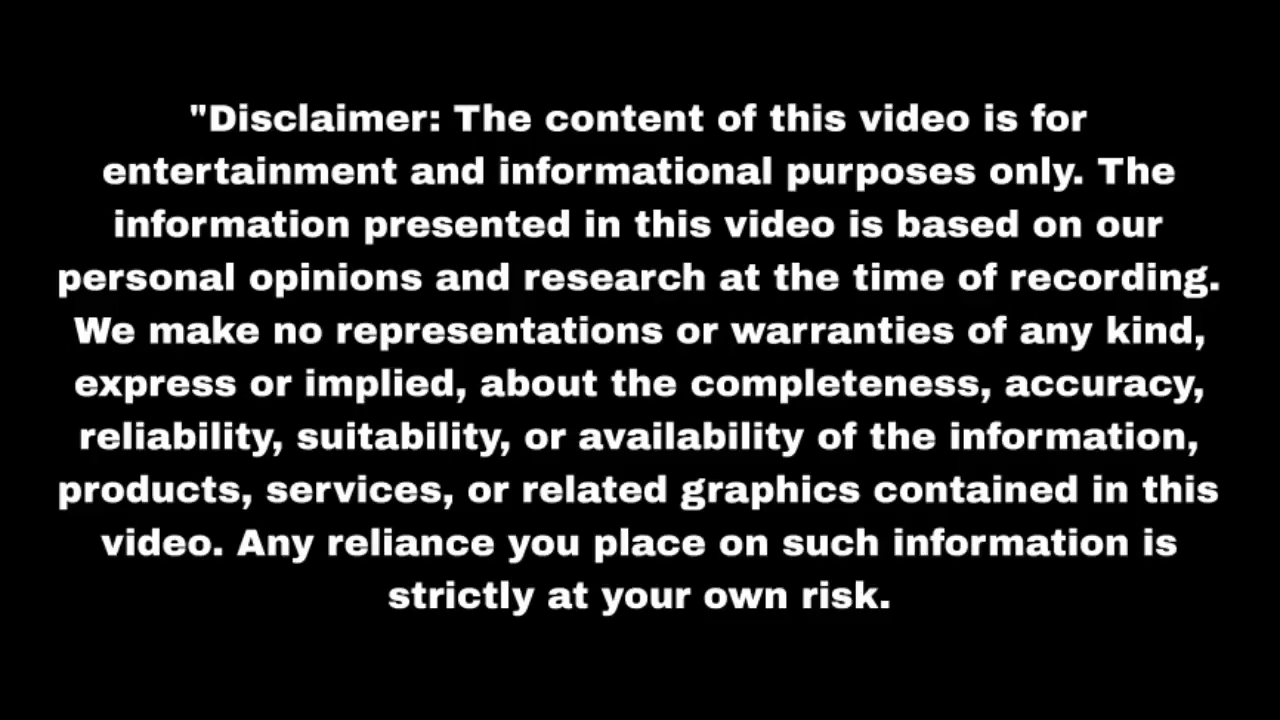 "Disclaimer: The content of this video is for
entertainment and informational purposes only. The
information presented in this video is based on our
personal opinions and research at the time of recording.
We make no representations or warranties of any kind,
express or implied, about the completeness, accuracy,
reliability, suitability, or availability of the information,
products, services, or related graphics contained in this
video. Any reliance you place on such information is
strictly at your own risk.